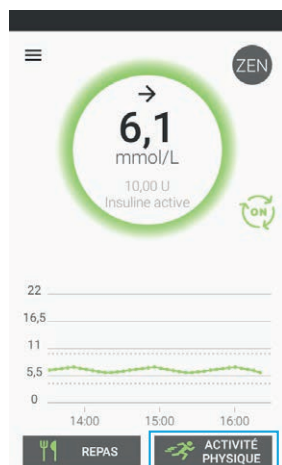 ZEN
6,1
mmol/L
10,00 U
Insuline active
ON
22
16,5
11
5,5
0
14:00 15:00 16:00
REPAS
ACTIVITÉ
PHYSIQUE